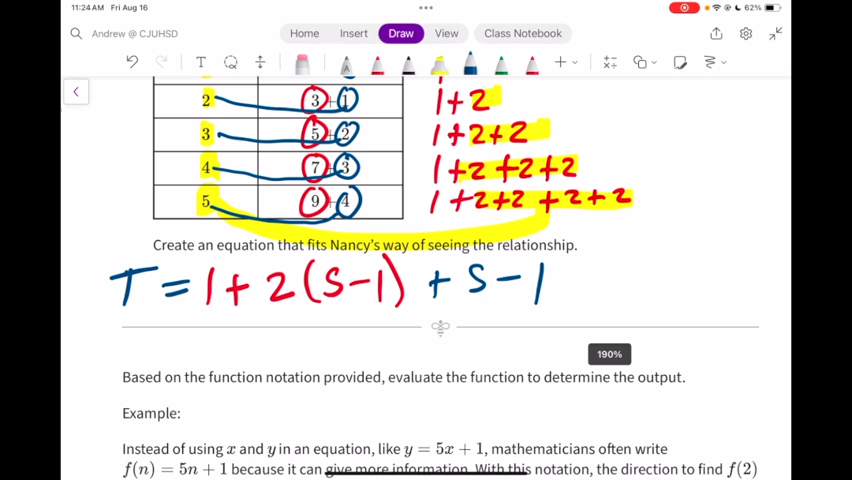 11:24 AM Fri Aug 16
62%
Andrew @ CJUHSD
Home Insert Draw View Class Notebook
2 3+1 1+2
3 5+2 1+2+2
4 7+3 1+2+2+2
5 9+4 1+2+2+2+2
Create an equation that fits Nancy's way of seeing the relationship.
T = 1+2(S-1) + S-1
190%
Based on the function notation provided, evaluate the function to determine the output.
Example:
Instead of using x and y in an equation, like y = 5x + 1, mathematicians often write
f(n) = 5n + 1 because it can give more information. With this notation, the direction to find f(2)